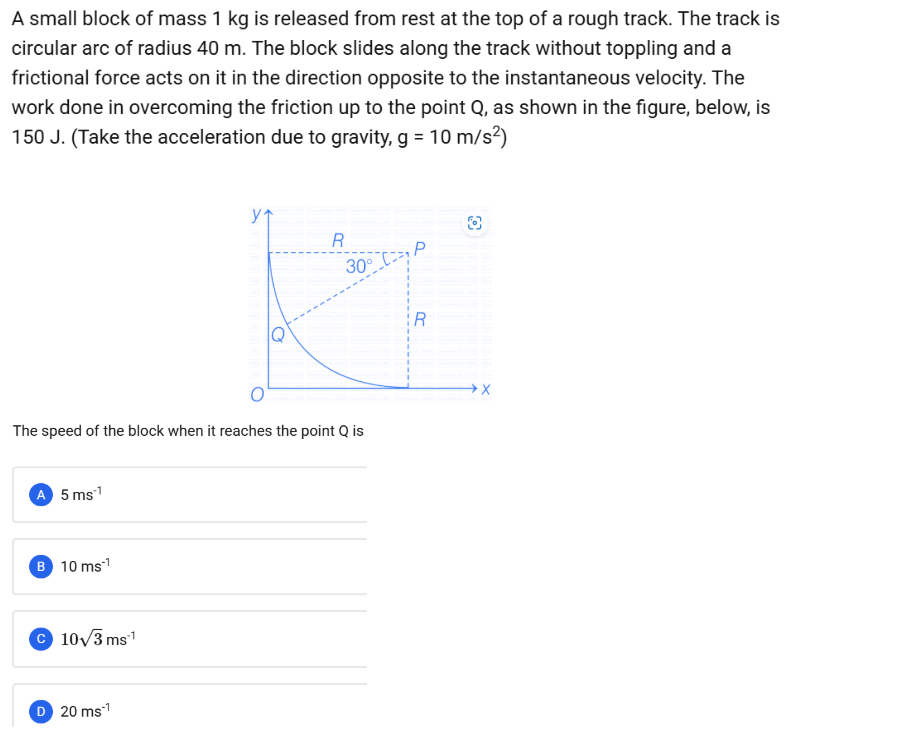 A small block of mass 1 kg is released from rest at the top of a rough track. The track is
circular arc of radius 40 m. The block slides along the track without toppling and a
frictional force acts on it in the direction opposite to the instantaneous velocity. The
work done in overcoming the friction up to the point Q, as shown in the figure, below, is
150 J. (Take the acceleration due to gravity, g = 10 m/s²)
y
R
P
30°
R
Q
O
x
The speed of the block when it reaches the point Q is
A 5 ms⁻¹
B 10 ms⁻¹
C 10√3 ms⁻¹
D 20 ms⁻¹